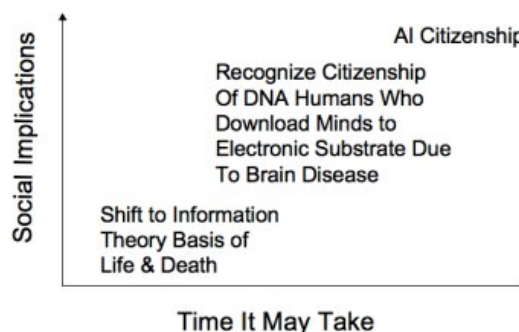 AI Citizenship
Recognize Citizenship
Of DNA Humans Who
Download Minds to
Electronic Substrate Due
To Brain Disease
Shift to Information
Theory Basis of
Life & Death
Social Implications
Time It May Take